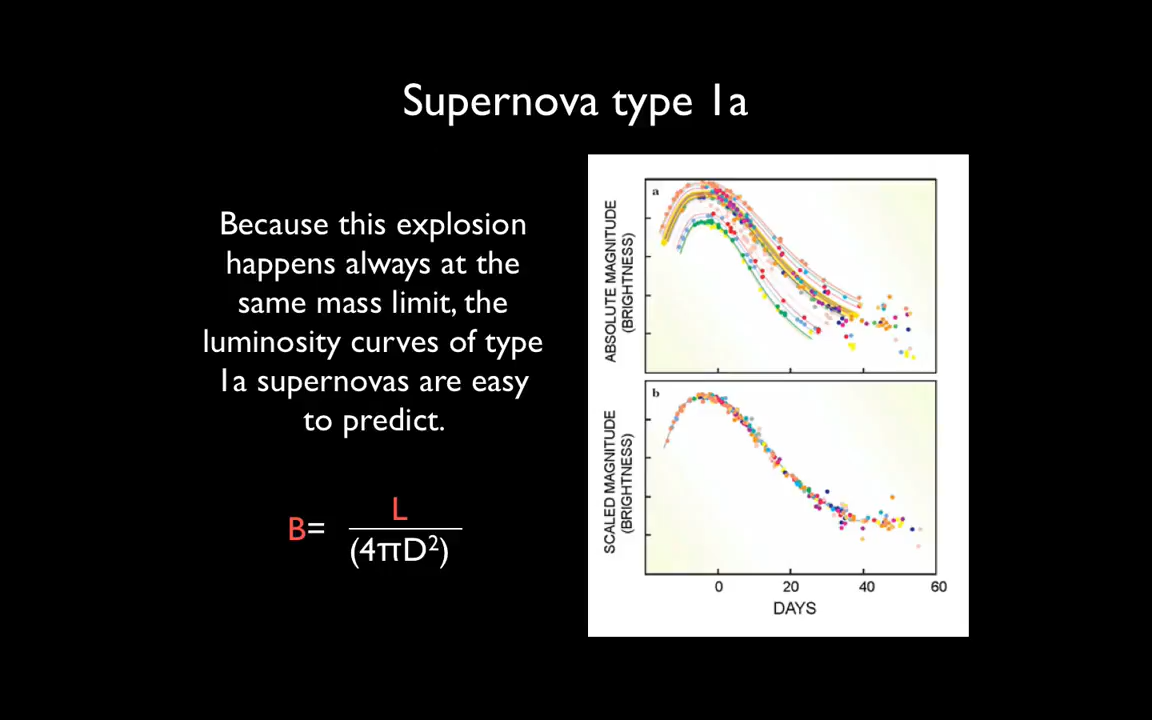 Supernova type 1a
Because this explosion
happens always at the
same mass limit, the
luminosity curves of type
1a supernovas are easy
to predict.
B= L
(4πD²)
a
ABSOLUTE MAGNITUDE
(BRIGHTNESS)
b
SCALED MAGNITUDE
(BRIGHTNESS)
0 20 40 60
DAYS